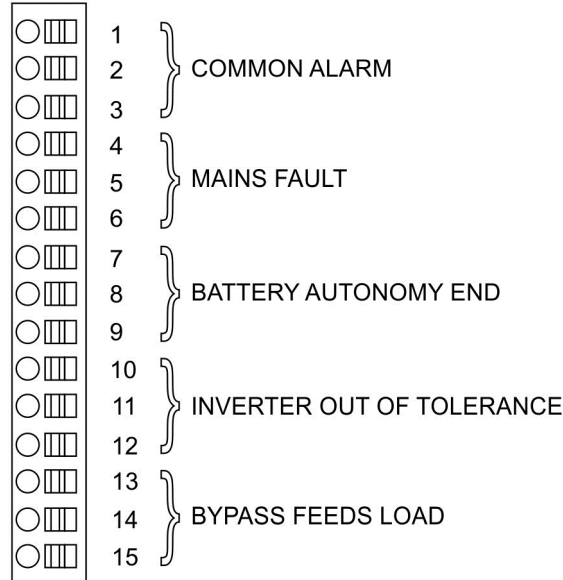 1
2 COMMON ALARM
3
4
5 MAINS FAULT
6
7
8 BATTERY AUTONOMY END
9
10
11 INVERTER OUT OF TOLERANCE
12
13
14 BYPASS FEEDS LOAD
15